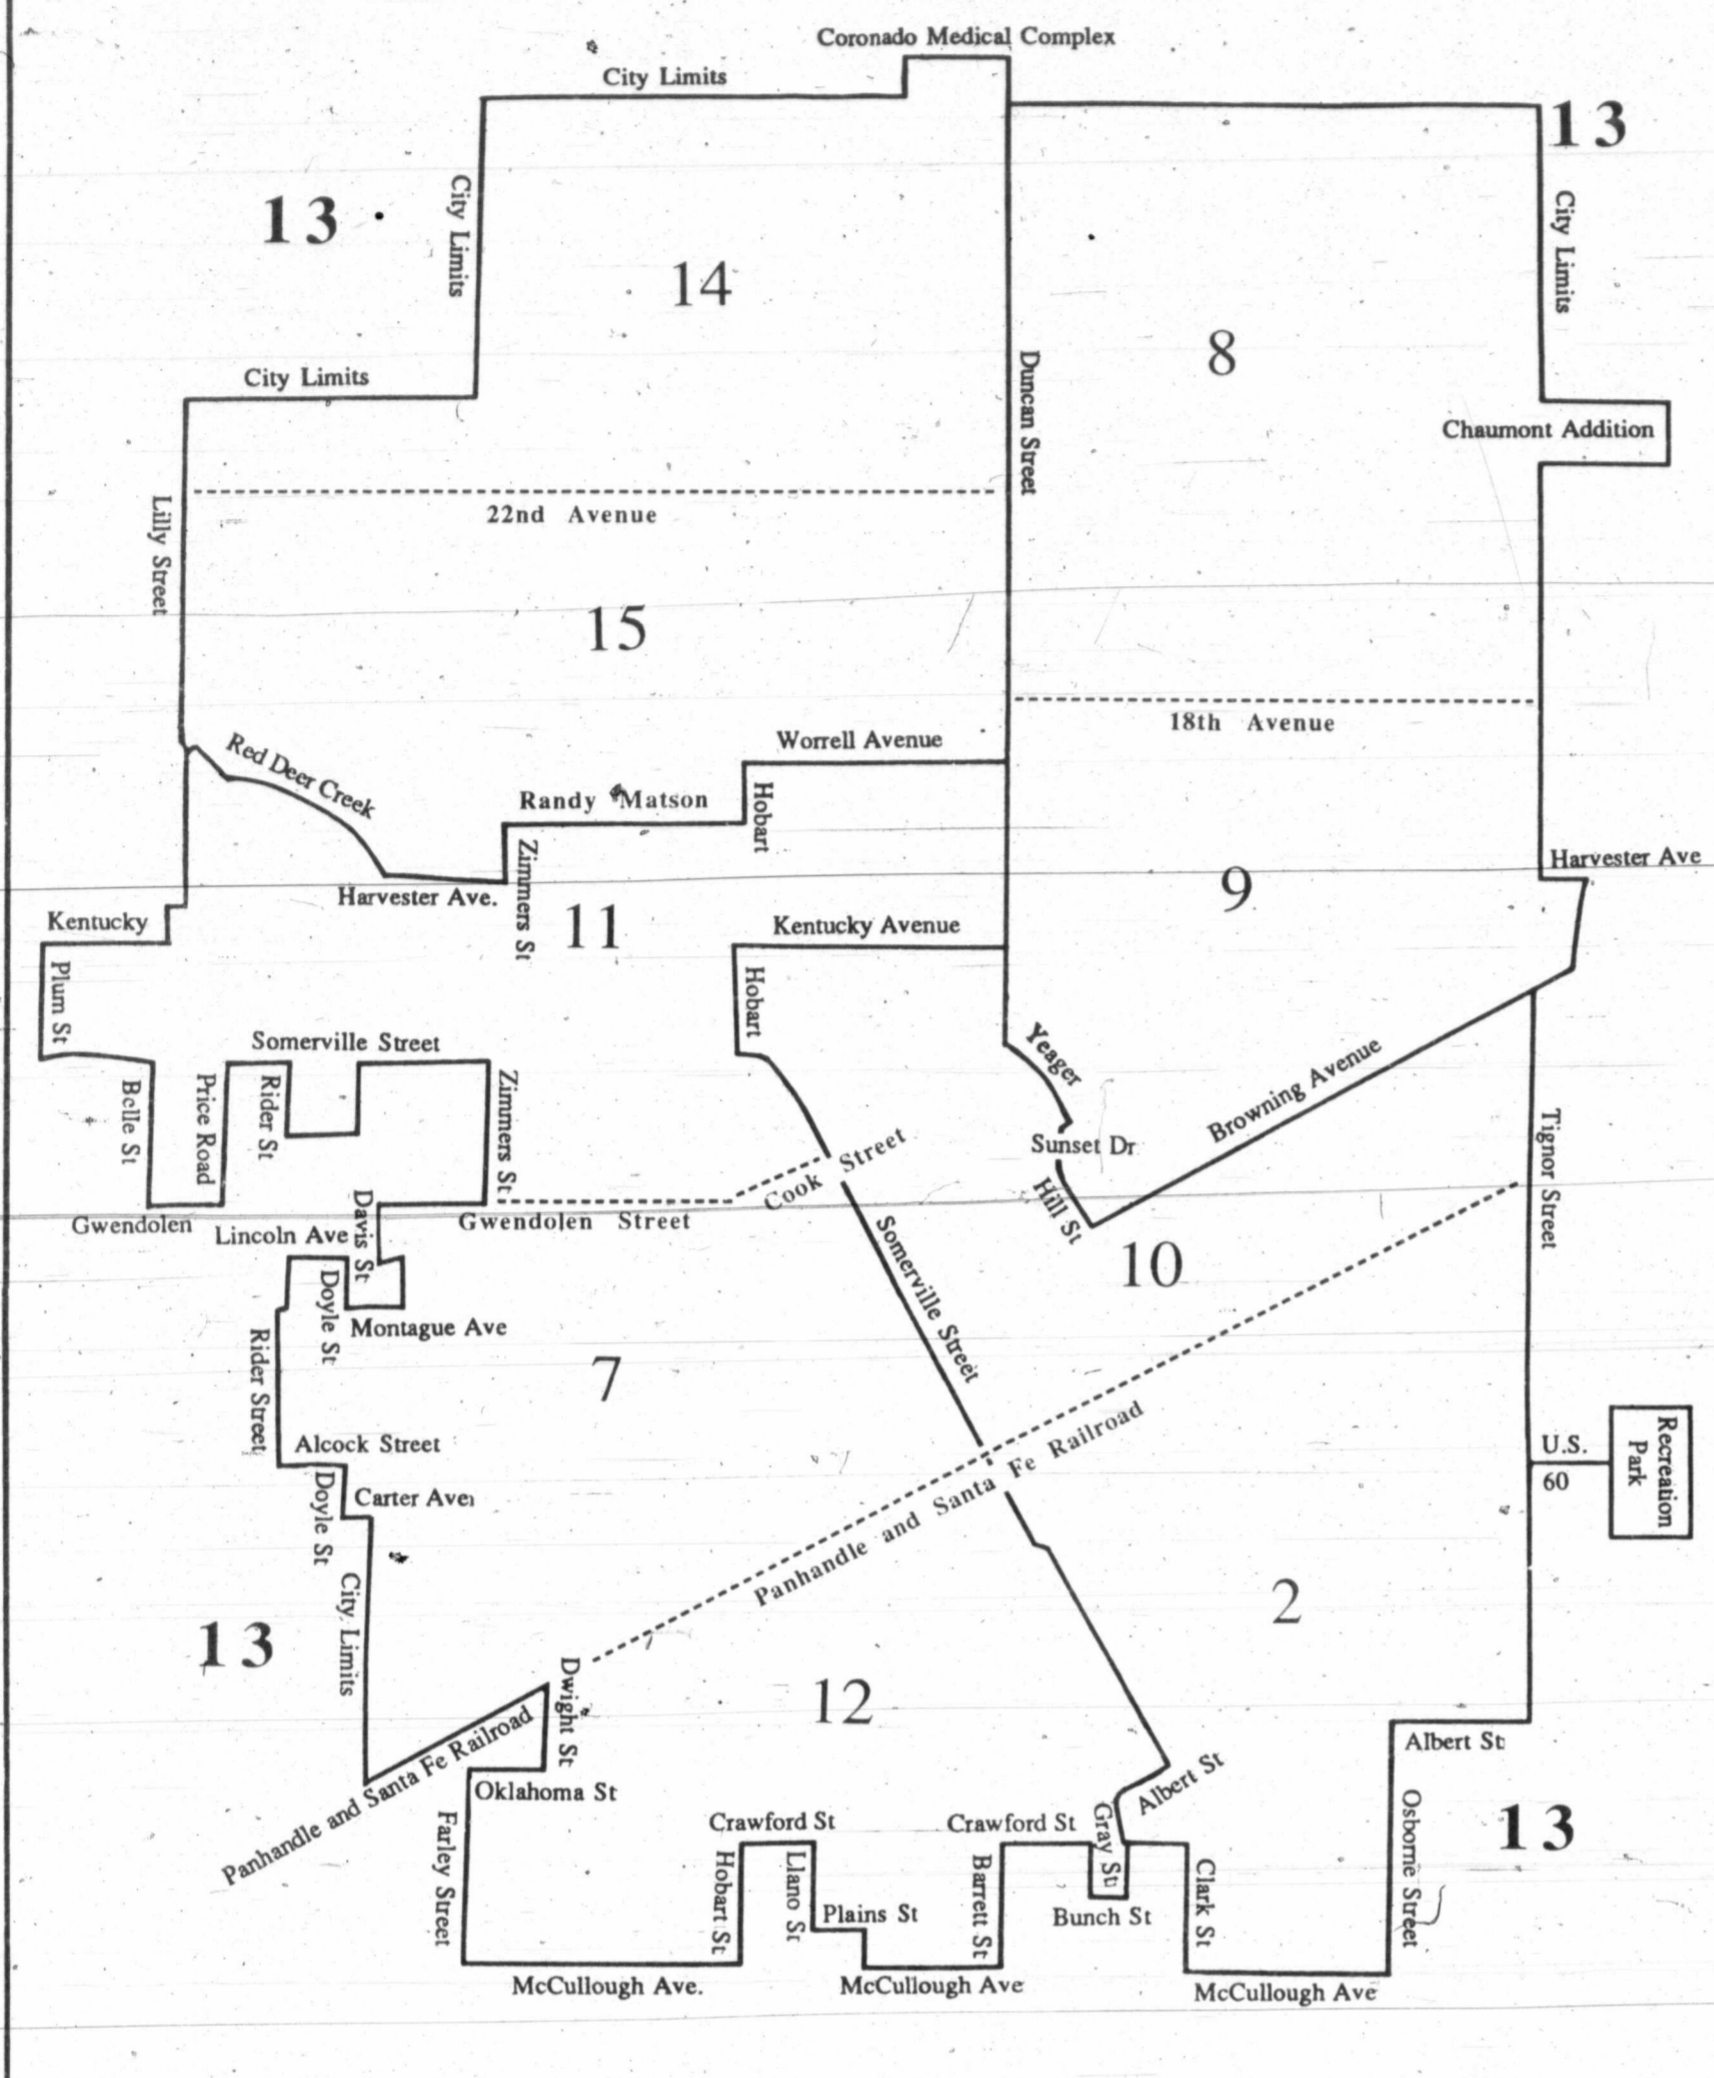 Coronado Medical Complex
City Limits
13
13
City Limits
City Limits
14
8
Duncan Street
City Limits
Chaumont Addition
22nd Avenue
Lilly Street
15
18th Avenue
Red Deer Creek
Worrell Avenue
Randy Matson
Hobart
Zimmers St
Harvester Ave
9
Harvester Ave.
11
Kentucky
Kentucky Avenue
Plum St
Hobart
Yeager
Somerville Street
Browning Avenue
Belle St
Price Road
Rider St
Zimmers St
Cook Street
Sunset Dr
Tignor Street
Hill St
Gwendolen
Lincoln Ave
Davis St
Gwendolen Street
Somerville Street
10
Doyle St
Montague Ave
Rider Street
7
Alcock Street
U.S.
60
Recreation
Park
Doyle St
Carter Ave
Panhandle and Santa Fe Railroad
City Limits
13
2
Dwight St
12
Panhandle and Santa Fe Railroad
Albert St
Oklahoma St
Albert St
Farley Street
Crawford St
Crawford St
Gray St
Osborne Street
13
Hobart St
Llano St
Plains St
Barrett St
Bunch St
Clark St
McCullough Ave.
McCullough Ave
McCullough Ave